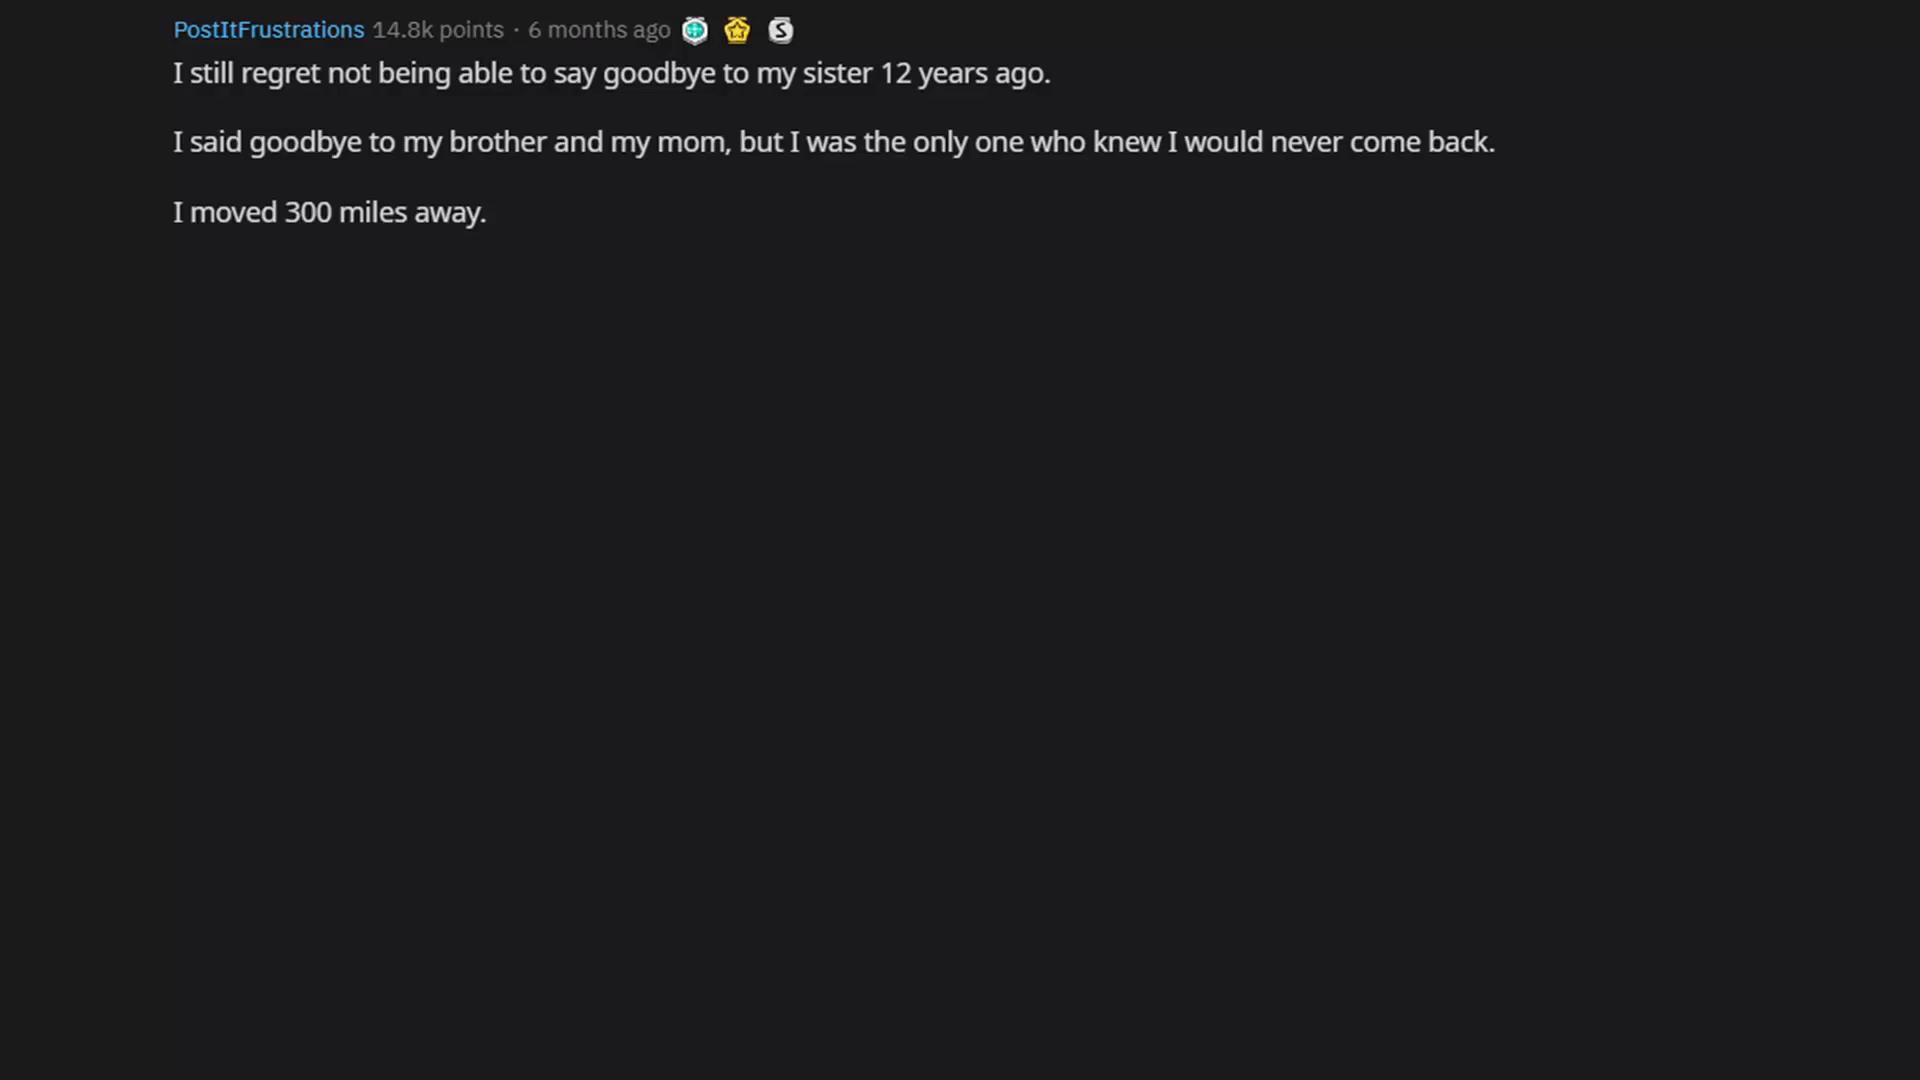 PostItFrustrations 14.8k points · 6 months ago
I still regret not being able to say goodbye to my sister 12 years ago.
I said goodbye to my brother and my mom, but I was the only one who knew I would never come back.
I moved 300 miles away.